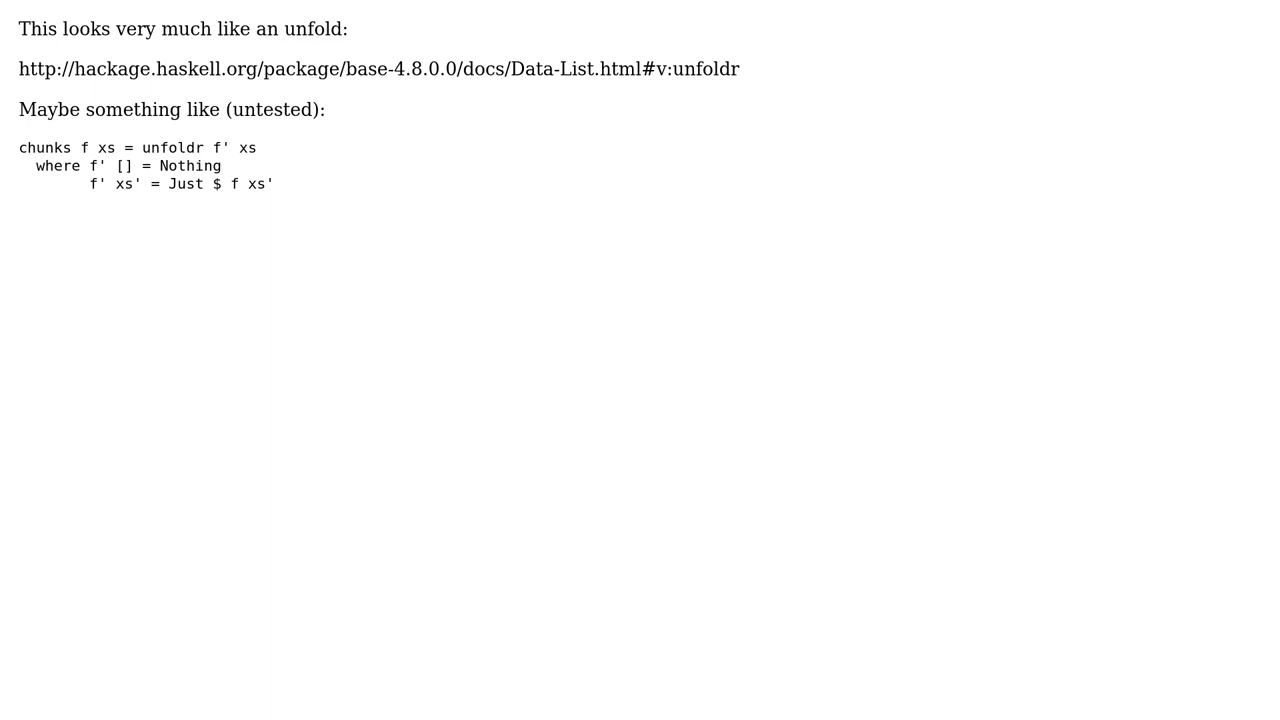 This looks very much like an unfold:
http://hackage.haskell.org/package/base-4.8.0.0/docs/Data-List.html#v:unfoldr
Maybe something like (untested):
chunks f xs = unfoldr f' xs
  where f' [] = Nothing
        f' xs' = Just $ f xs'